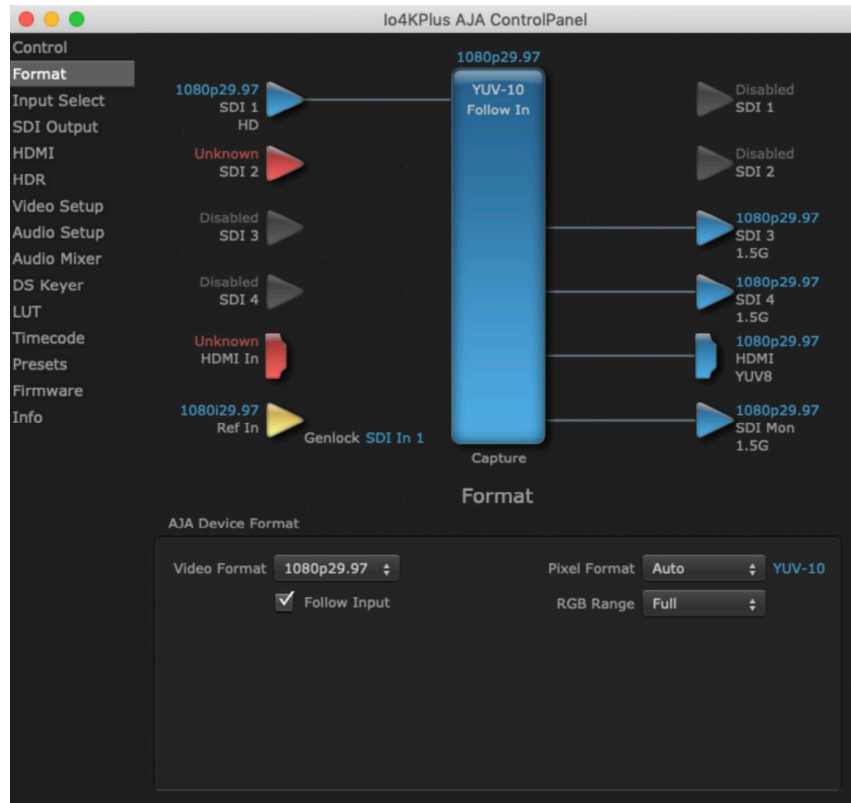 Io4KPlus AJA ControlPanel
Control
Format
Input Select
SDI Output
HDMI
HDR
Video Setup
Audio Setup
Audio Mixer
DS Keyer
LUT
Timecode
Presets
Firmware
Info
1080p29.97
SDI 1
HD
Unknown
SDI 2
Disabled
SDI 3
Disabled
SDI 4
Unknown
HDMI In
1080i29.97
Ref In
Genlock SDI In 1
1080p29.97
YUV-10
Follow In
Capture
Disabled
SDI 1
Disabled
SDI 2
1080p29.97
SDI 3
1.5G
1080p29.97
SDI 4
1.5G
1080p29.97
HDMI
YUV8
1080p29.97
SDI Mon
1.5G
Format
AJA Device Format
Video Format 1080p29.97
Follow Input
Pixel Format Auto YUV-10
RGB Range Full